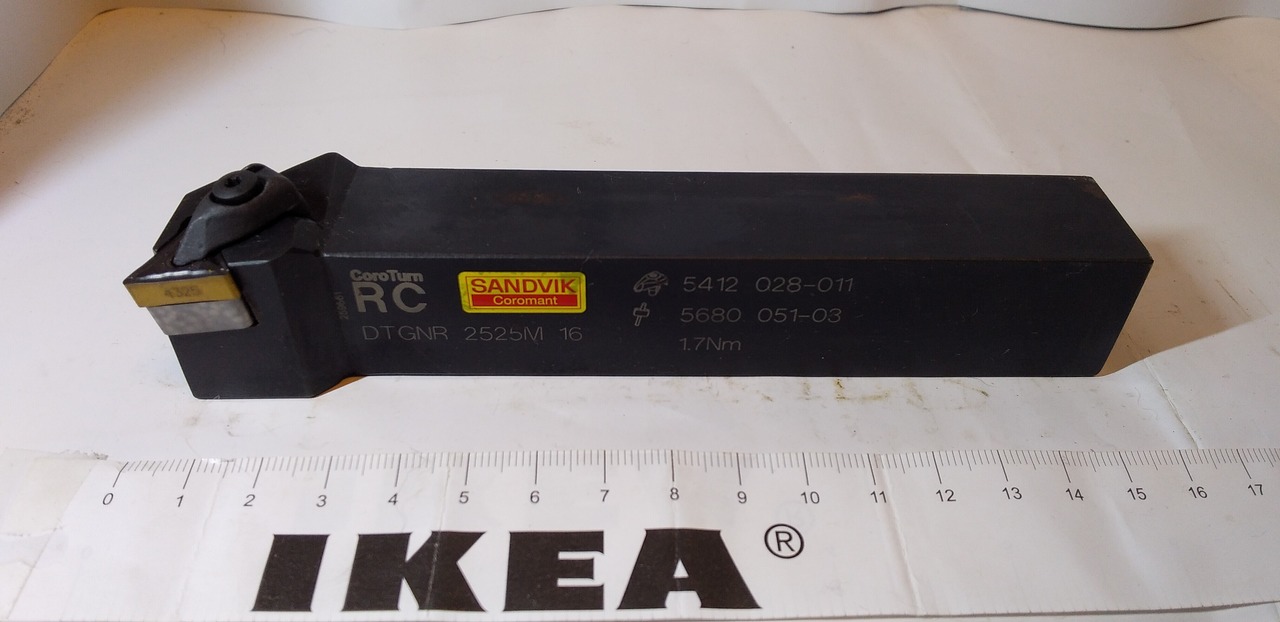 4325
CoroTurn
RC
SANDVIK
Coromant
DTGNR 2525M 16
5412 028-011
5680 051-03
1.7Nm
0 1 2 3 4 5 6 7 8 9 10 11 12 13 14 15 16 17
IKEA®